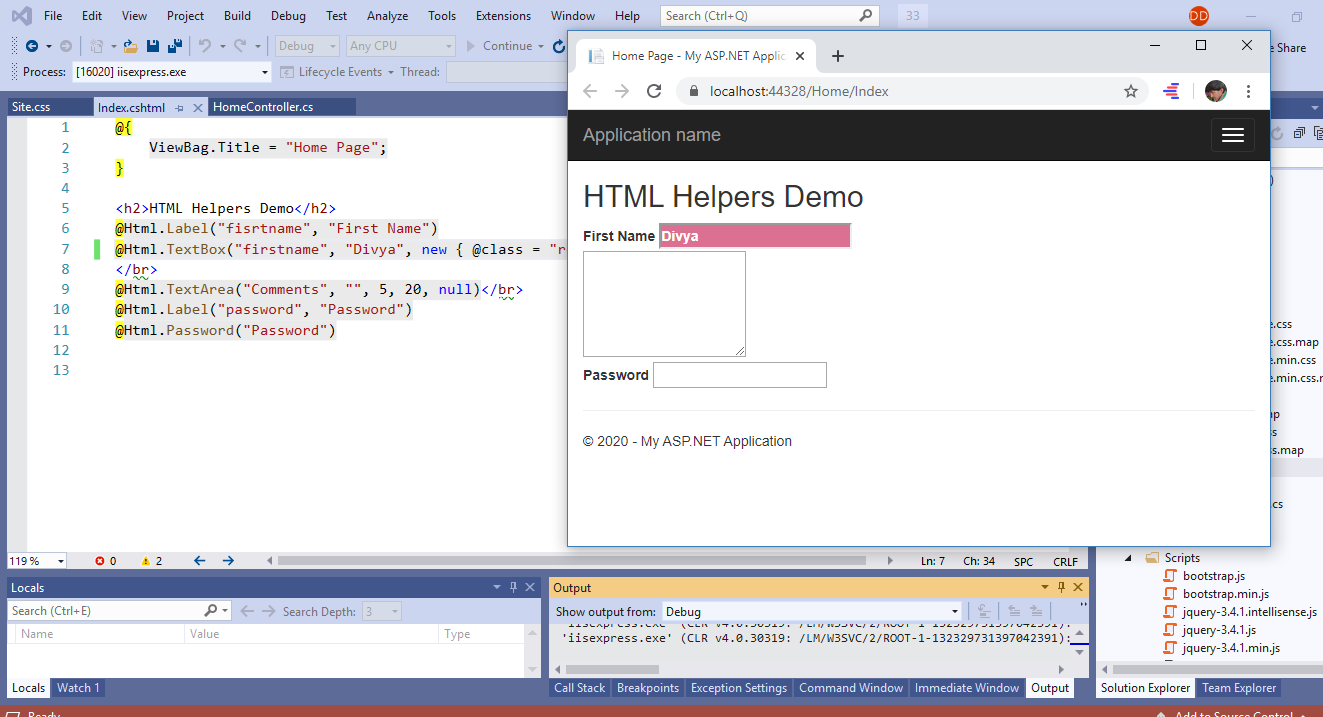 File Edit View Project Build Debug Test Analyze Tools Extensions Window Help Search (Ctrl+Q) 33 DD
Debug Any CPU Continue
Share
Process: [16020] iisexpress.exe Lifecycle Events Thread:
Site.css Index.cshtml HomeController.cs
1 @{
2 ViewBag.Title = "Home Page";
3 }
4
5 <h2>HTML Helpers Demo</h2>
6 @Html.Label("fisrtname", "First Name")
7 @Html.TextBox("firstname", "Divya", new { @class = "r
8 </br>
9 @Html.TextArea("Comments", "", 5, 20, null)</br>
10 @Html.Label("password", "Password")
11 @Html.Password("Password")
12
13
Home Page - My ASP.NET Applic
localhost:44328/Home/Index
Application name
HTML Helpers Demo
First Name Divya
Password
© 2020 - My ASP.NET Application
.css
.css.map
.min.css
.min.css.
.css
Scripts
bootstrap.js
bootstrap.min.js
jquery-3.4.1.intellisense.js
jquery-3.4.1.js
jquery-3.4.1.min.js
119 % 0 2 Ln: 7 Ch: 34 SPC CRLF
Locals
Search (Ctrl+E) Search Depth: 3
Name Value Type
Locals Watch 1
Output
Show output from: Debug
'iisexpress.exe' (CLR v4.0.30319: /LM/W3SVC/2/ROOT-1-132329731397042391):
'iisexpress.exe' (CLR v4.0.30319: /LM/W3SVC/2/ROOT-1-132329731397042391):
Call Stack Breakpoints Exception Settings Command Window Immediate Window Output
Solution Explorer Team Explorer
Ready Add to Source Control